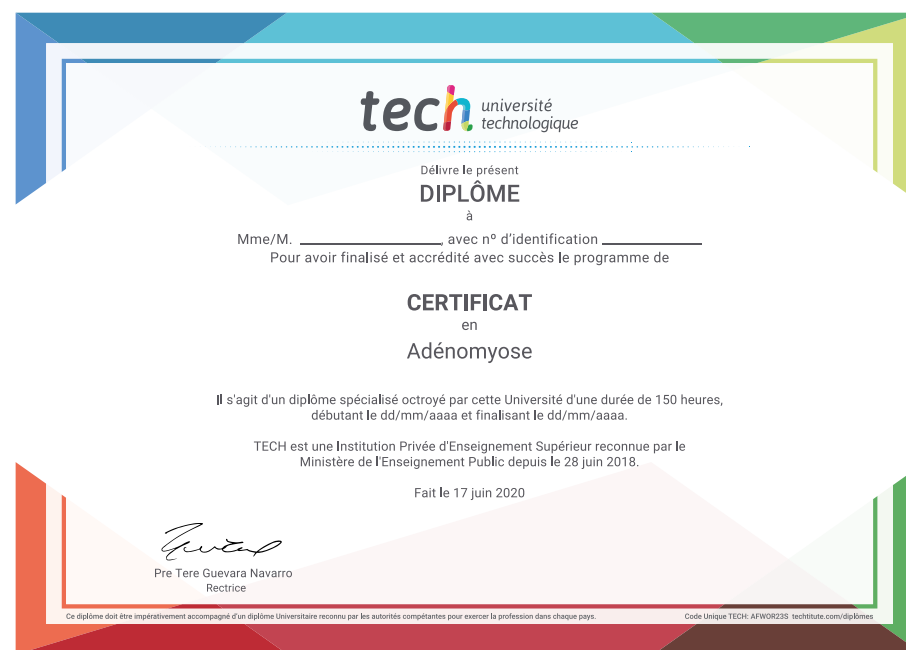 tech université
technologique
Délivre le présent
DIPLÔME
à
Mme/M. ____________________, avec nº d'identification ______________
Pour avoir finalisé et accrédité avec succès le programme de
CERTIFICAT
en
Adénomyose
Il s'agit d'un diplôme spécialisé octroyé par cette Université d'une durée de 150 heures,
débutant le dd/mm/aaaa et finalisant le dd/mm/aaaa.
TECH est une Institution Privée d'Enseignement Supérieur reconnue par le
Ministère de l'Enseignement Public depuis le 28 juin 2018.
Fait le 17 juin 2020
Pre Tere Guevara Navarro
Rectrice
Ce diplôme doit être impérativement accompagné d'un diplôme Universitaire reconnu par les autorités compétantes pour exercer la profession dans chaque pays.
Code Unique TECH: AFWOR23S techtitute.com/diplômes